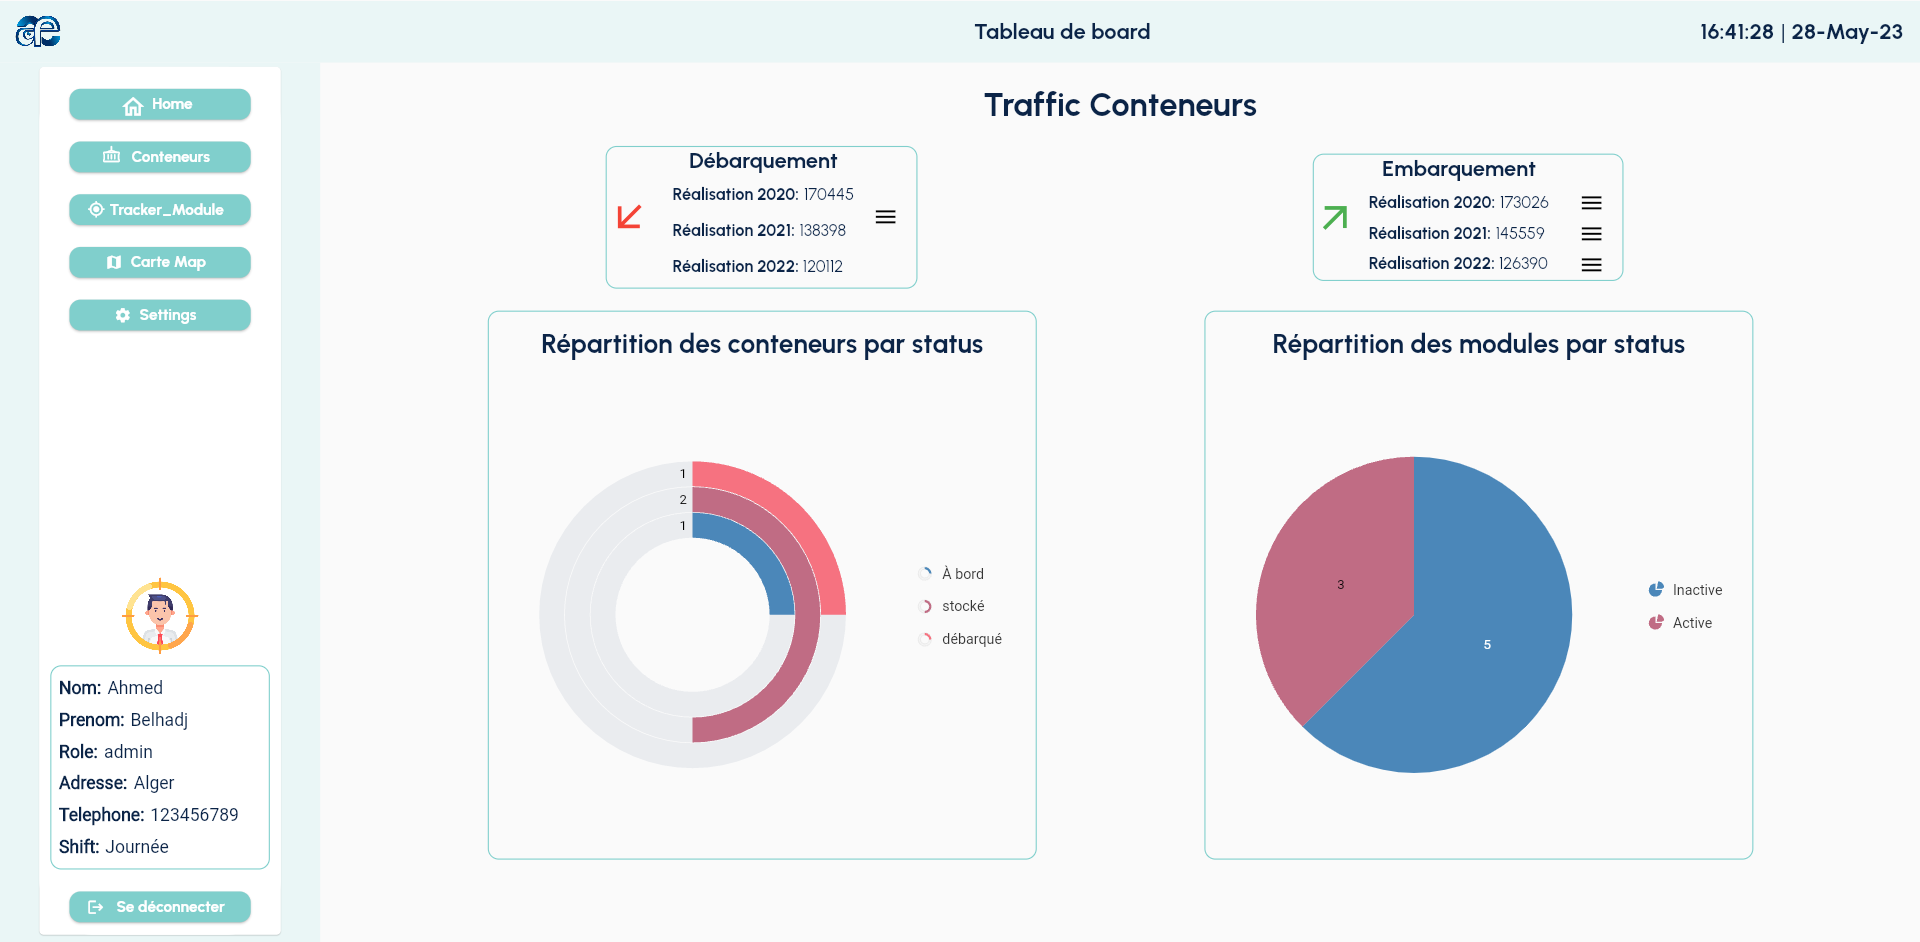 Tableau de board
16:41:28 | 28-May-23
Home
Conteneurs
Tracker_Module
Carte Map
Settings
Nom: Ahmed
Prenom: Belhadj
Role: admin
Adresse: Alger
Telephone: 123456789
Shift: Journée
Se déconnecter
Traffic Conteneurs
Débarquement
Réalisation 2020: 170445
Réalisation 2021: 138398
Réalisation 2022: 120112
Embarquement
Réalisation 2020: 173026
Réalisation 2021: 145559
Réalisation 2022: 126390
Répartition des conteneurs par status
1
2
1
À bord
stocké
débarqué
Répartition des modules par status
3
5
Inactive
Active